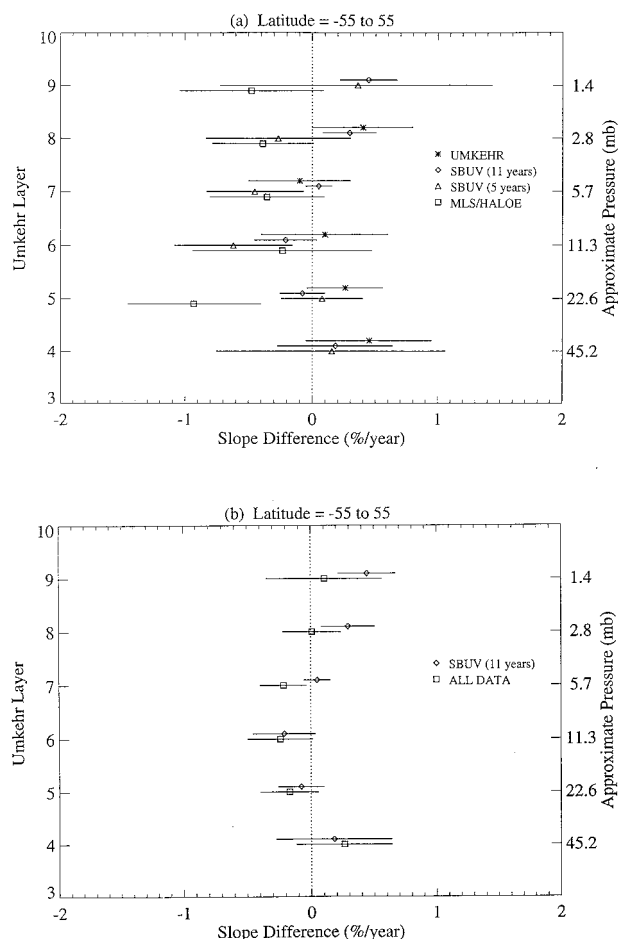 (a) Latitude = -55 to 55
10
9
8
7
6
5
4
3
Umkehr Layer
1.4
2.8
5.7
11.3
22.6
45.2
Approximate Pressure (mb)
UMKEHR
SBUV (11 years)
SBUV (5 years)
MLS/HALOE
-2 -1 0 1 2
Slope Difference (%/year)
(b) Latitude = -55 to 55
10
9
8
7
6
5
4
3
Umkehr Layer
1.4
2.8
5.7
11.3
22.6
45.2
Approximate Pressure (mb)
SBUV (11 years)
ALL DATA
-2 -1 0 1 2
Slope Difference (%/year)